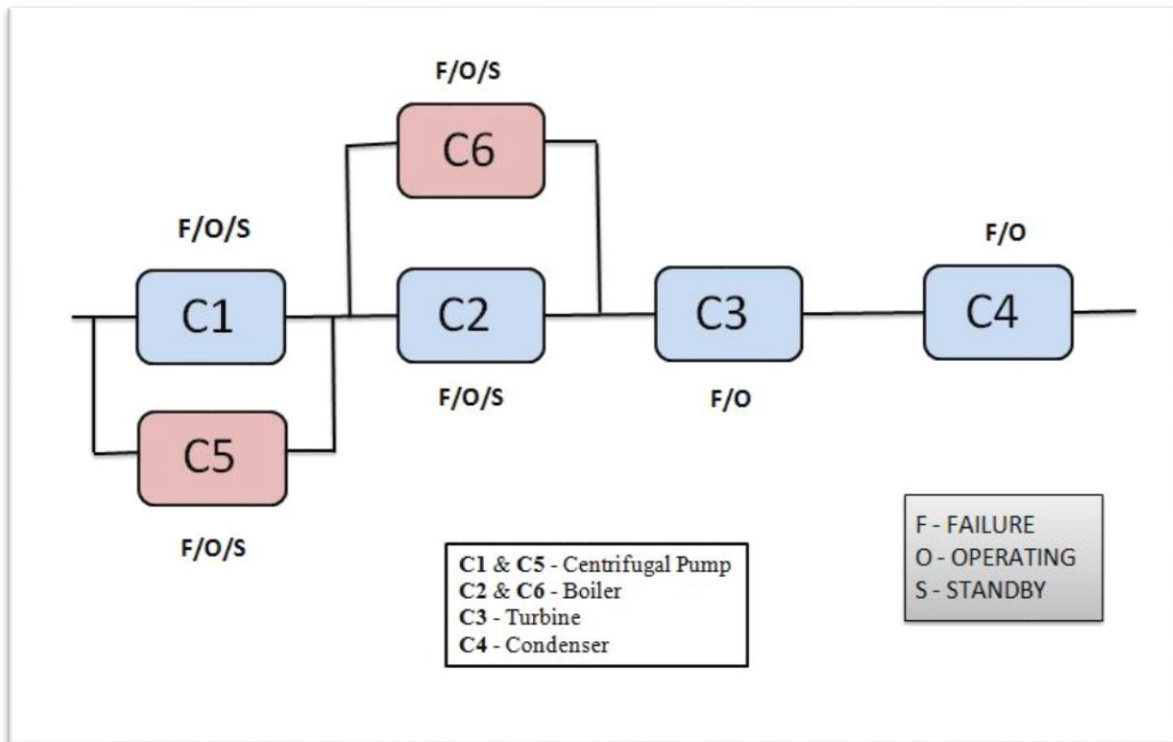 F/O/S
C6
F/O/S
F/O
C1
C2
C3
C4
F/O/S
F/O
C5
F/O/S
F - FAILURE
O - OPERATING
S - STANDBY
C1 & C5 - Centrifugal Pump
C2 & C6 - Boiler
C3 - Turbine
C4 - Condenser